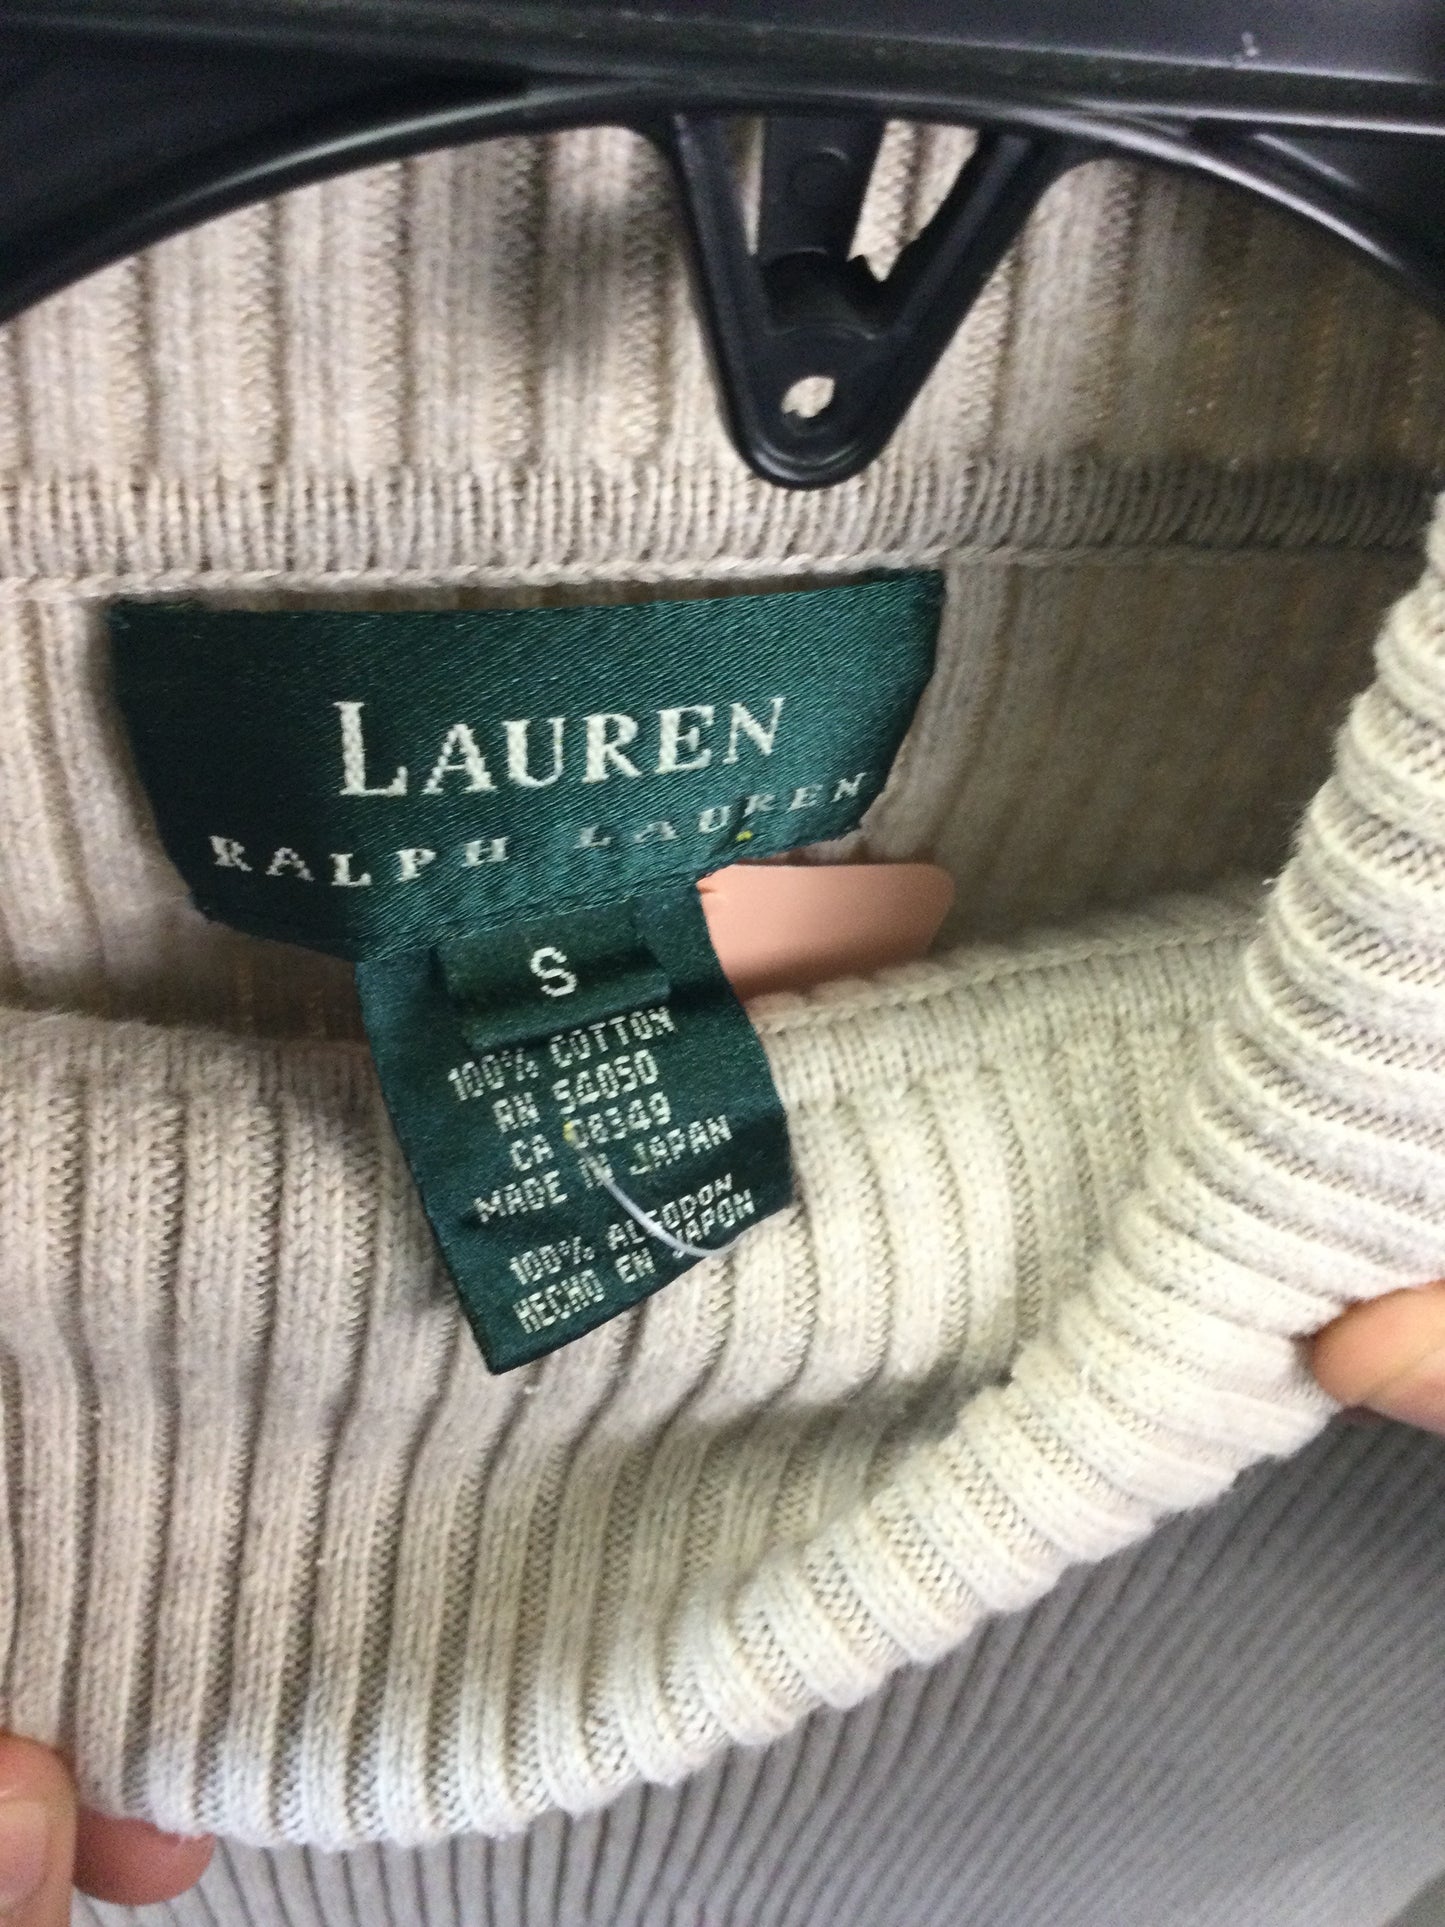 LAUREN
RALPH LAUREN
S
100% COTTON
RN 54050
CA 08349
MADE IN JAPAN
100% ALGODON
HECHO EN JAPON